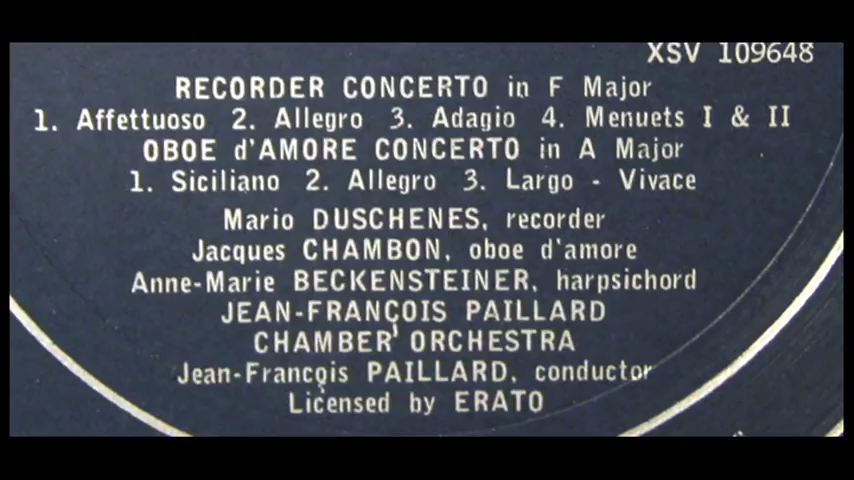 XSV 109648
RECORDER CONCERTO in F Major
1. Affettuoso 2. Allegro 3. Adagio 4. Menuets I & II
OBOE d'AMORE CONCERTO in A Major
1. Siciliano 2. Allegro 3. Largo - Vivace
Mario DUSCHENES, recorder
Jacques CHAMBON, oboe d'amore
Anne-Marie BECKENSTEINER, harpsichord
JEAN-FRANÇOIS PAILLARD
CHAMBER ORCHESTRA
Jean-François PAILLARD, conductor
Licensed by ERATO